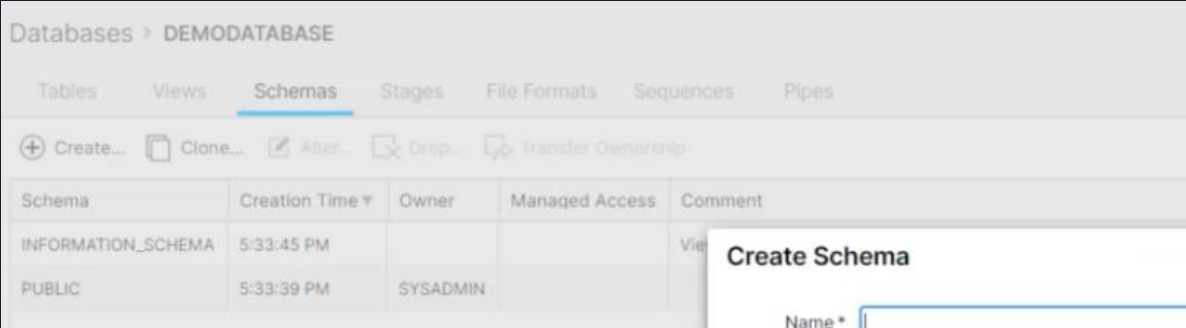 Databases > DEMODATABASE
Tables Views Schemas Stages File Formats Sequences Pipes
Create... Clone... Alter... Drop... Transfer Ownership
Schema Creation Time Owner Managed Access Comment
INFORMATION_SCHEMA 5:33:45 PM Vie
PUBLIC 5:33:39 PM SYSADMIN
Create Schema
Name *